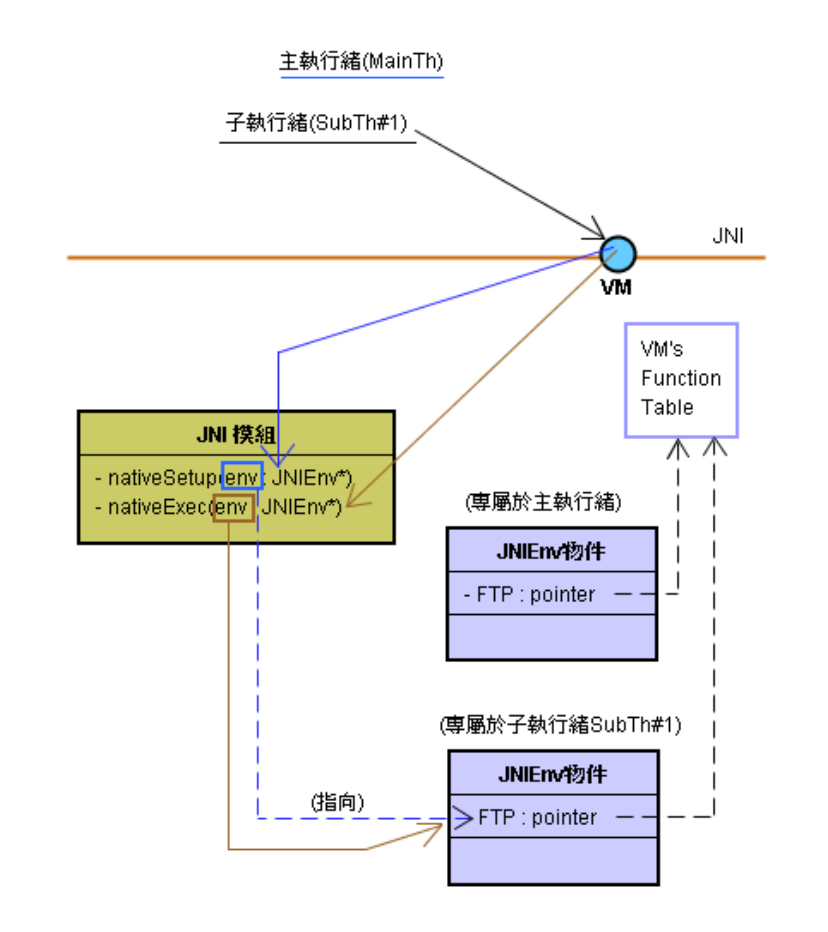 主執行緒(MainTh)
子執行緒(SubTh#1)
JNI
VM
VM's
Function
Table
JNI 模組
- nativeSetup(env : JNIEnv*)
- nativeExec(env : JNIEnv*)
(專屬於主執行緒)
JNIEnv物件
- FTP : pointer
(專屬於子執行緒SubTh#1)
JNIEnv物件
(指向)
FTP : pointer